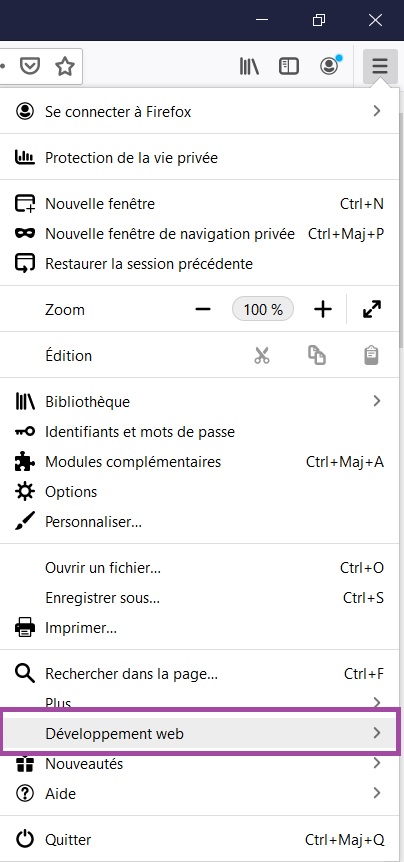 Se connecter à Firefox
Protection de la vie privée
Nouvelle fenêtre Ctrl+N
Nouvelle fenêtre de navigation privée Ctrl+Maj+P
Restaurer la session précédente
Zoom 100 %
Édition
Bibliothèque
Identifiants et mots de passe
Modules complémentaires Ctrl+Maj+A
Options
Personnaliser...
Ouvrir un fichier... Ctrl+O
Enregistrer sous... Ctrl+S
Imprimer...
Rechercher dans la page... Ctrl+F
Plus
Développement web
Nouveautés
Aide
Quitter Ctrl+Maj+Q